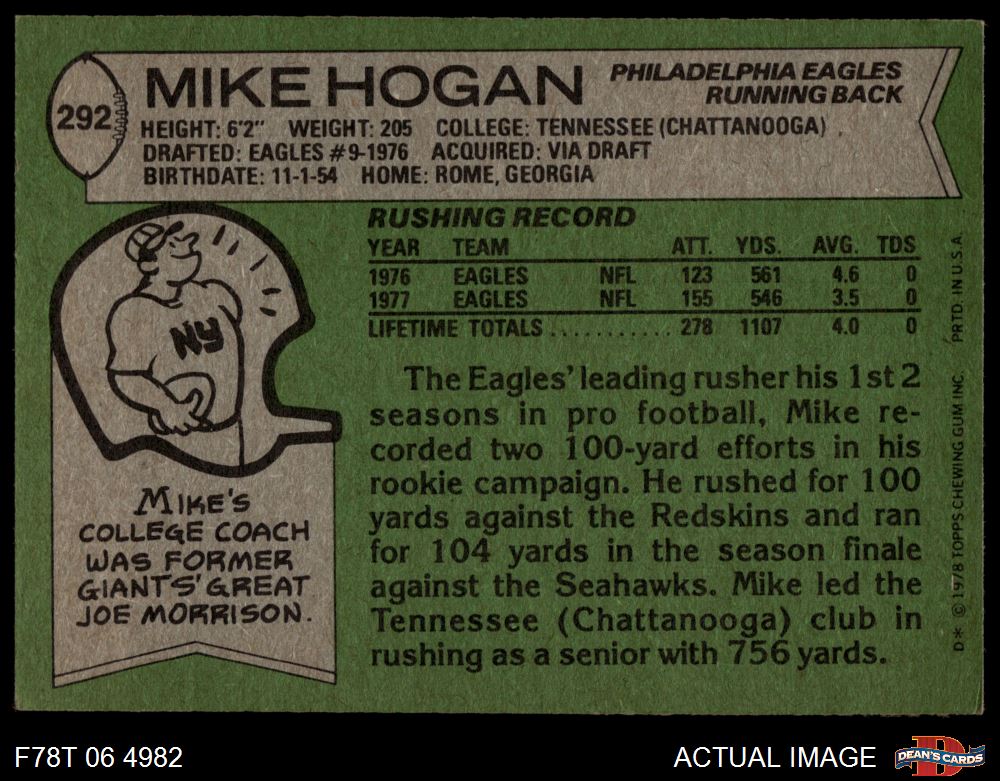 292
MIKE HOGAN
PHILADELPHIA EAGLES
RUNNING BACK
HEIGHT: 6'2" WEIGHT: 205 COLLEGE: TENNESSEE (CHATTANOOGA)
DRAFTED: EAGLES #9-1976 ACQUIRED: VIA DRAFT
BIRTHDATE: 11-1-54 HOME: ROME, GEORGIA
NY
MIKE'S
COLLEGE COACH
WAS FORMER
GIANTS' GREAT
JOE MORRISON.
RUSHING RECORD
YEAR TEAM ATT. YDS. AVG. TDS
1976 EAGLES NFL 123 561 4.6 0
1977 EAGLES NFL 155 546 3.5 0
LIFETIME TOTALS ........... 278 1107 4.0 0
The Eagles' leading rusher his 1st 2
seasons in pro football, Mike re-
corded two 100-yard efforts in his
rookie campaign. He rushed for 100
yards against the Redskins and ran
for 104 yards in the season finale
against the Seahawks. Mike led the
Tennessee (Chattanooga) club in
rushing as a senior with 756 yards.
D* © 1978 TOPPS CHEWING GUM INC. PRTD. IN U.S.A.
F78T 06 4982
ACTUAL IMAGE
D
DEAN'S CARDS